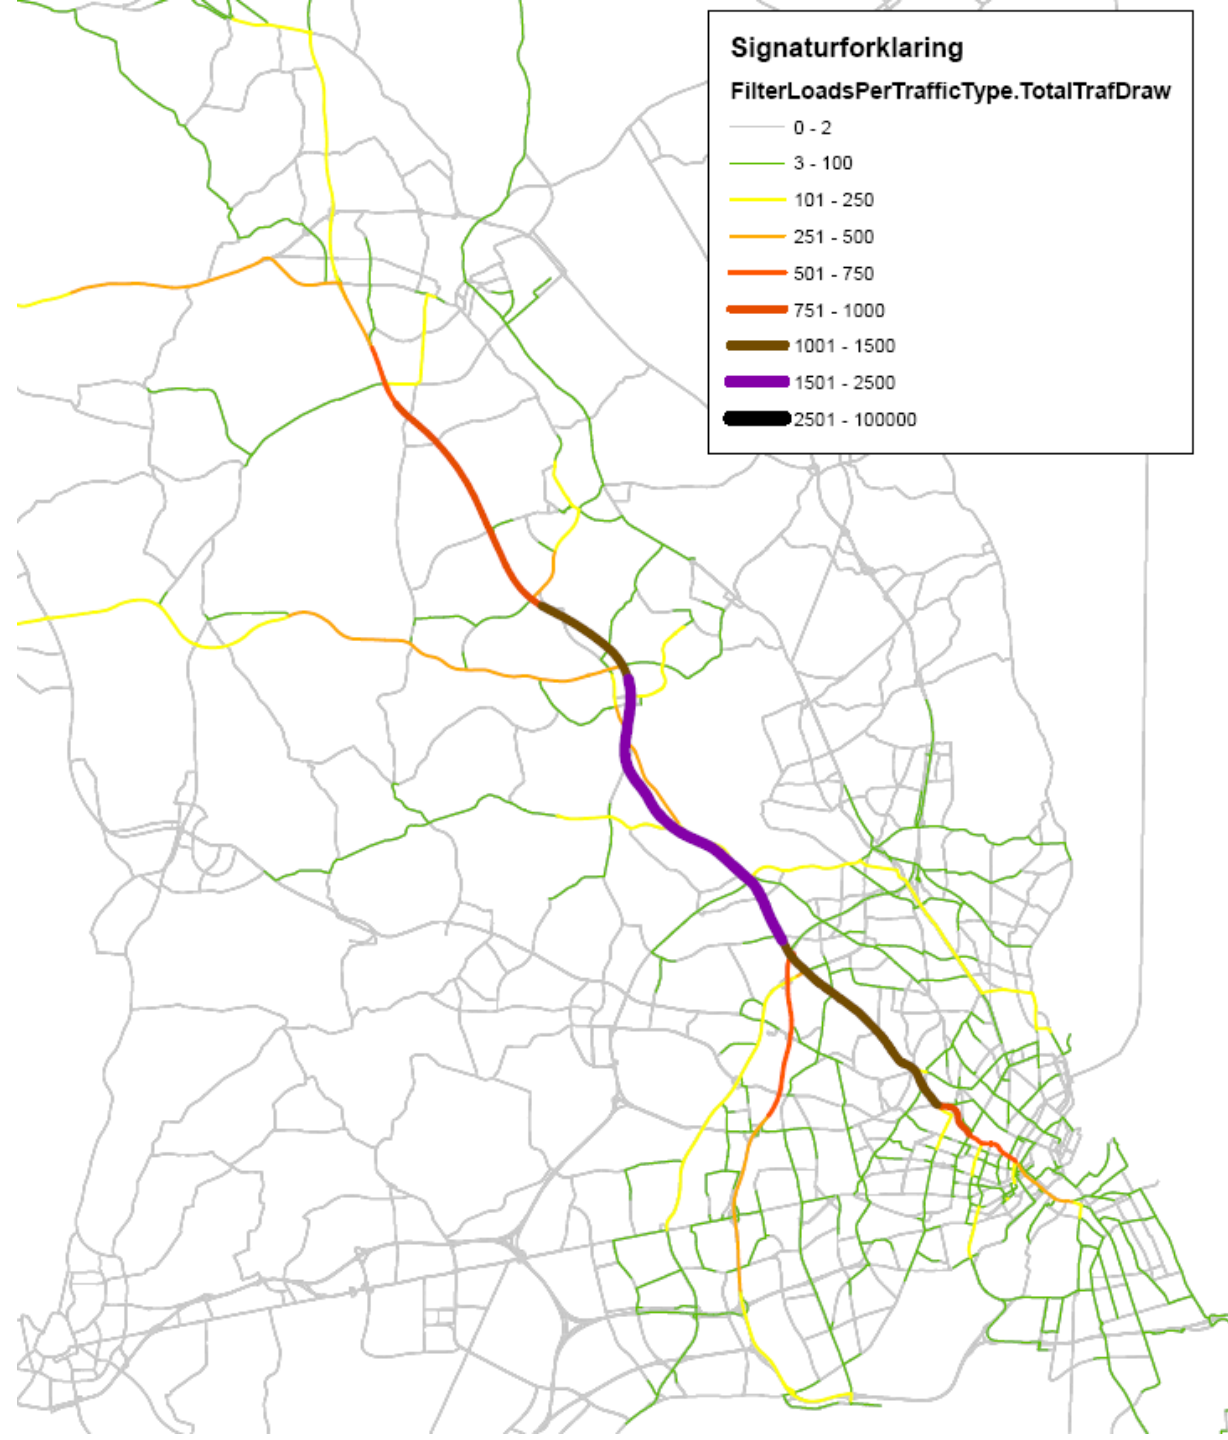 Signaturforklaring
FilterLoadsPerTrafficType.TotalTrafDraw
0 - 2
3 - 100
101 - 250
251 - 500
501 - 750
751 - 1000
1001 - 1500
1501 - 2500
2501 - 100000